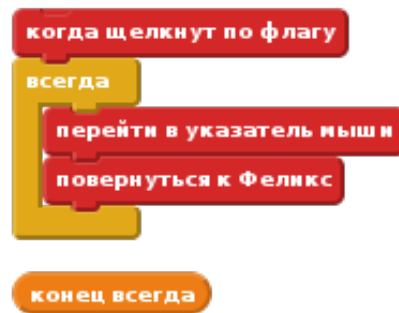 когда щелкнут по флагу
всегда
перейти в указатель мыши
повернуться к Феликс
конец всегда